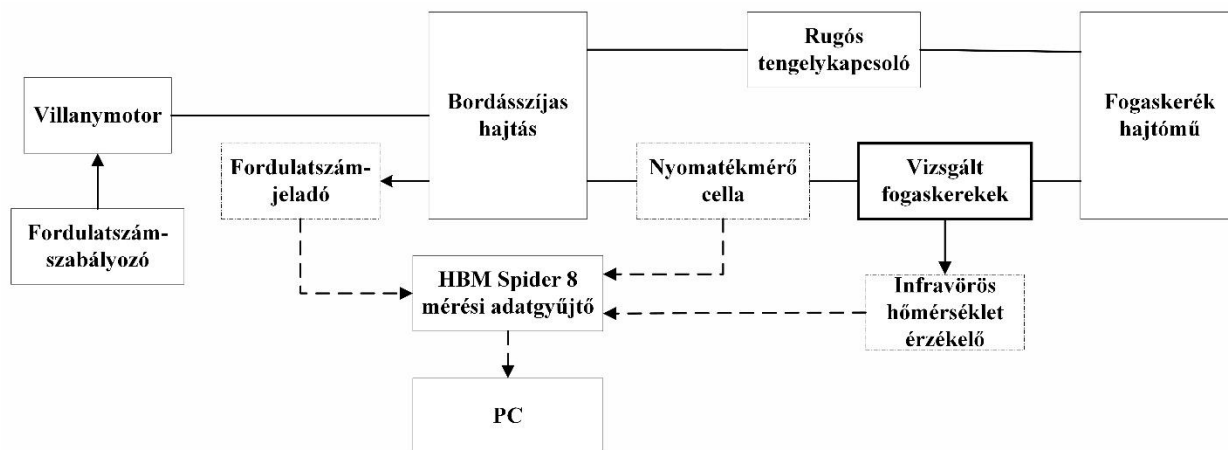 Rugós
tengelykapcsoló
Villanymotor
Bordásszíjas
hajtás
Fogaskerék
hajtómű
Fordulatszám-
jeladó
Nyomatékmérő
cella
Vizsgált
fogaskerekek
Fordulatszám-
szabályozó
HBM Spider 8
mérési adatgyűjtő
Infravörös
hőmérséklet
érzékelő
PC